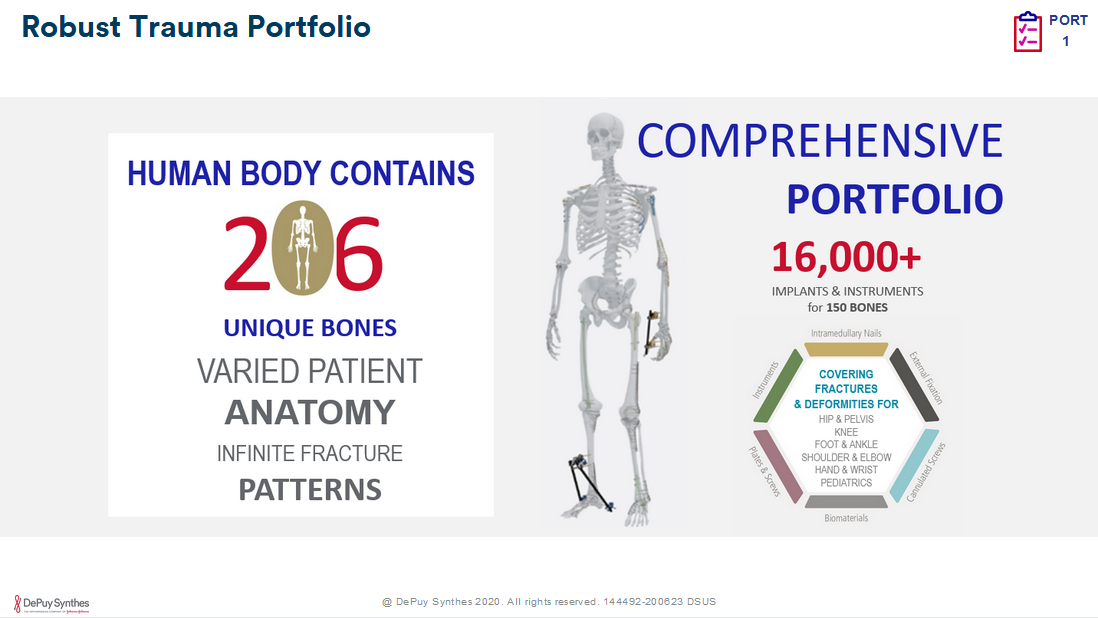 Robust Trauma Portfolio
PORT
1
HUMAN BODY CONTAINS
206
UNIQUE BONES
VARIED PATIENT
ANATOMY
INFINITE FRACTURE
PATTERNS
COMPREHENSIVE
PORTFOLIO
16,000+
IMPLANTS & INSTRUMENTS
for 150 BONES
Intramedullary Nails
External Fixation
Cannulated Screws
Biomaterials
Plates & Screws
Instruments
COVERING
FRACTURES
& DEFORMITIES FOR
HIP & PELVIS
KNEE
FOOT & ANKLE
SHOULDER & ELBOW
HAND & WRIST
PEDIATRICS
DePuy Synthes
@ DePuy Synthes 2020. All rights reserved. 144492-200623 DSUS